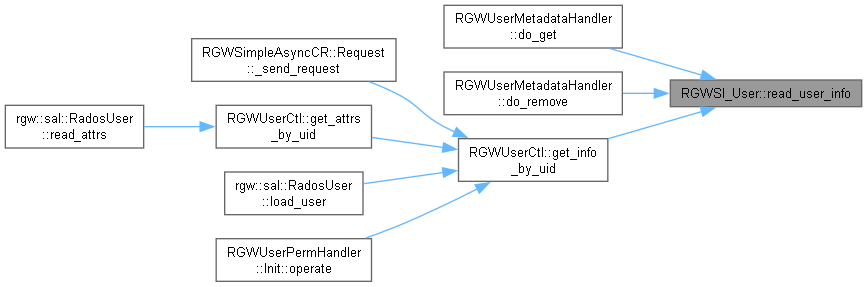 RGWUserMetadataHandler
::do_get
RGWSimpleAsyncCR::Request
::_send_request
RGWUserMetadataHandler
::do_remove
RGWSI_User::read_user_info
rgw::sal::RadosUser
::read_attrs
RGWUserCtl::get_attrs
_by_uid
RGWUserCtl::get_info
_by_uid
rgw::sal::RadosUser
::load_user
RGWUserPermHandler
::Init::operate